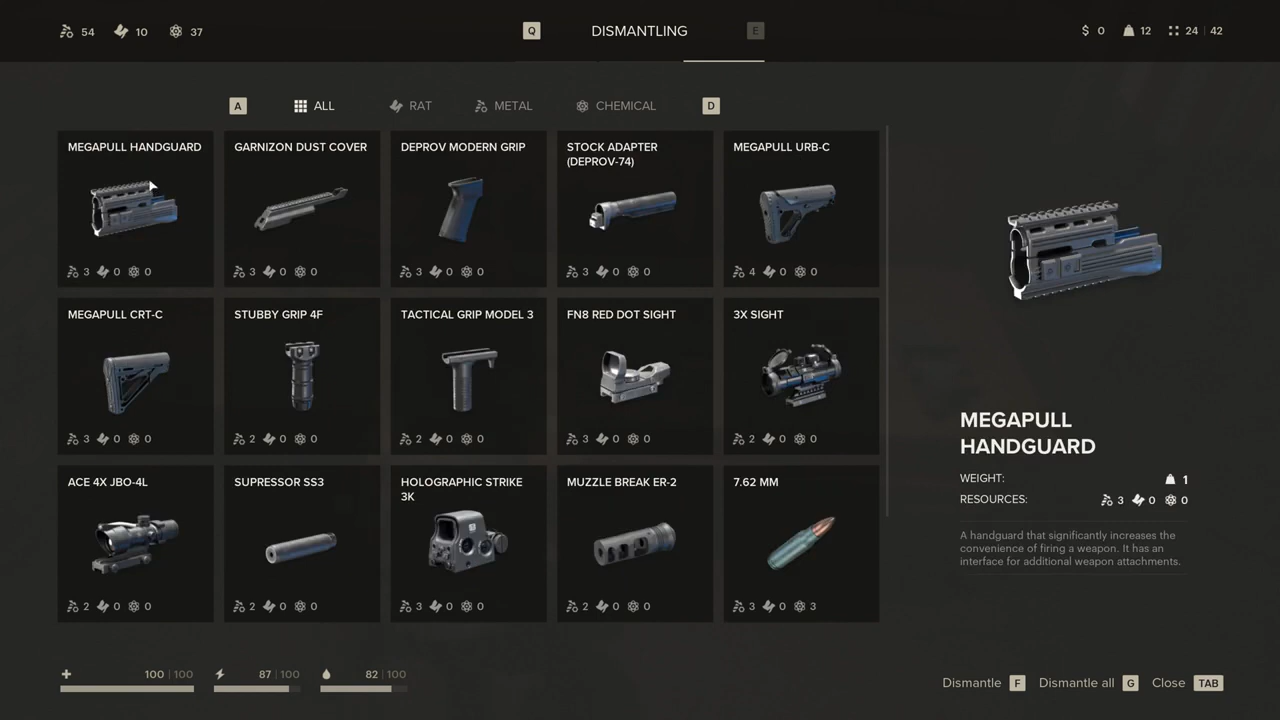 54 10 37
Q DISMANTLING E
$ 0 12 24 | 42
A ALL RAT METAL CHEMICAL D
MEGAPULL HANDGUARD
3 0 0
GARNIZON DUST COVER
3 0 0
DEPROV MODERN GRIP
3 0 0
STOCK ADAPTER
(DEPROV-74)
3 0 0
MEGAPULL URB-C
4 0 0
MEGAPULL CRT-C
3 0 0
STUBBY GRIP 4F
2 0 0
TACTICAL GRIP MODEL 3
2 0 0
FN8 RED DOT SIGHT
3 0 0
3X SIGHT
2 0 0
ACE 4X JBO-4L
2 0 0
SUPRESSOR SS3
2 0 0
HOLOGRAPHIC STRIKE
3K
3 0 0
MUZZLE BREAK ER-2
2 0 0
7.62 MM
3 0 3
MEGAPULL
HANDGUARD
WEIGHT: 1
RESOURCES: 3 0 0
A handguard that significantly increases the
convenience of firing a weapon. It has an
interface for additional weapon attachments.
100 | 100 87 | 100 82 | 100
Dismantle F Dismantle all G Close TAB